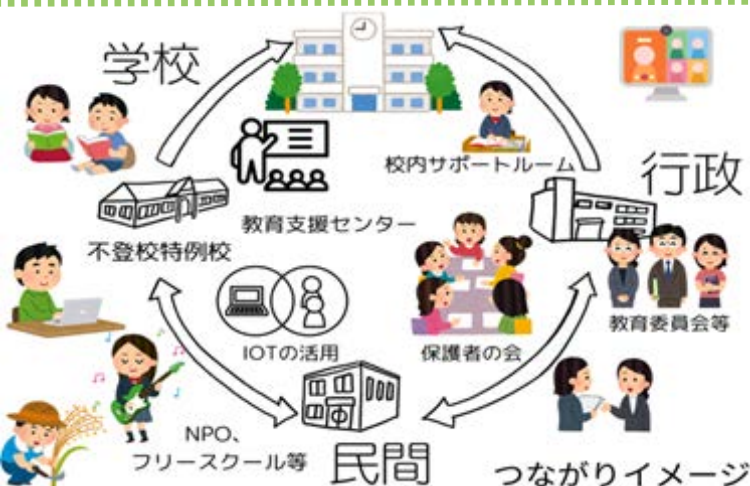 学校
校内サポートルーム
行政
教育支援センター
不登校特例校
教育委員会等
IOTの活用
保護者の会
NPO、
フリースクール等
民間
つながりイメージ